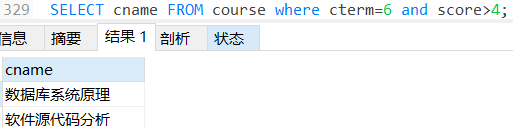 329 SELECT cname FROM course where cterm=6 and score>4;
信息 摘要 结果 1 剖析 状态
cname
数据库系统原理
软件源代码分析